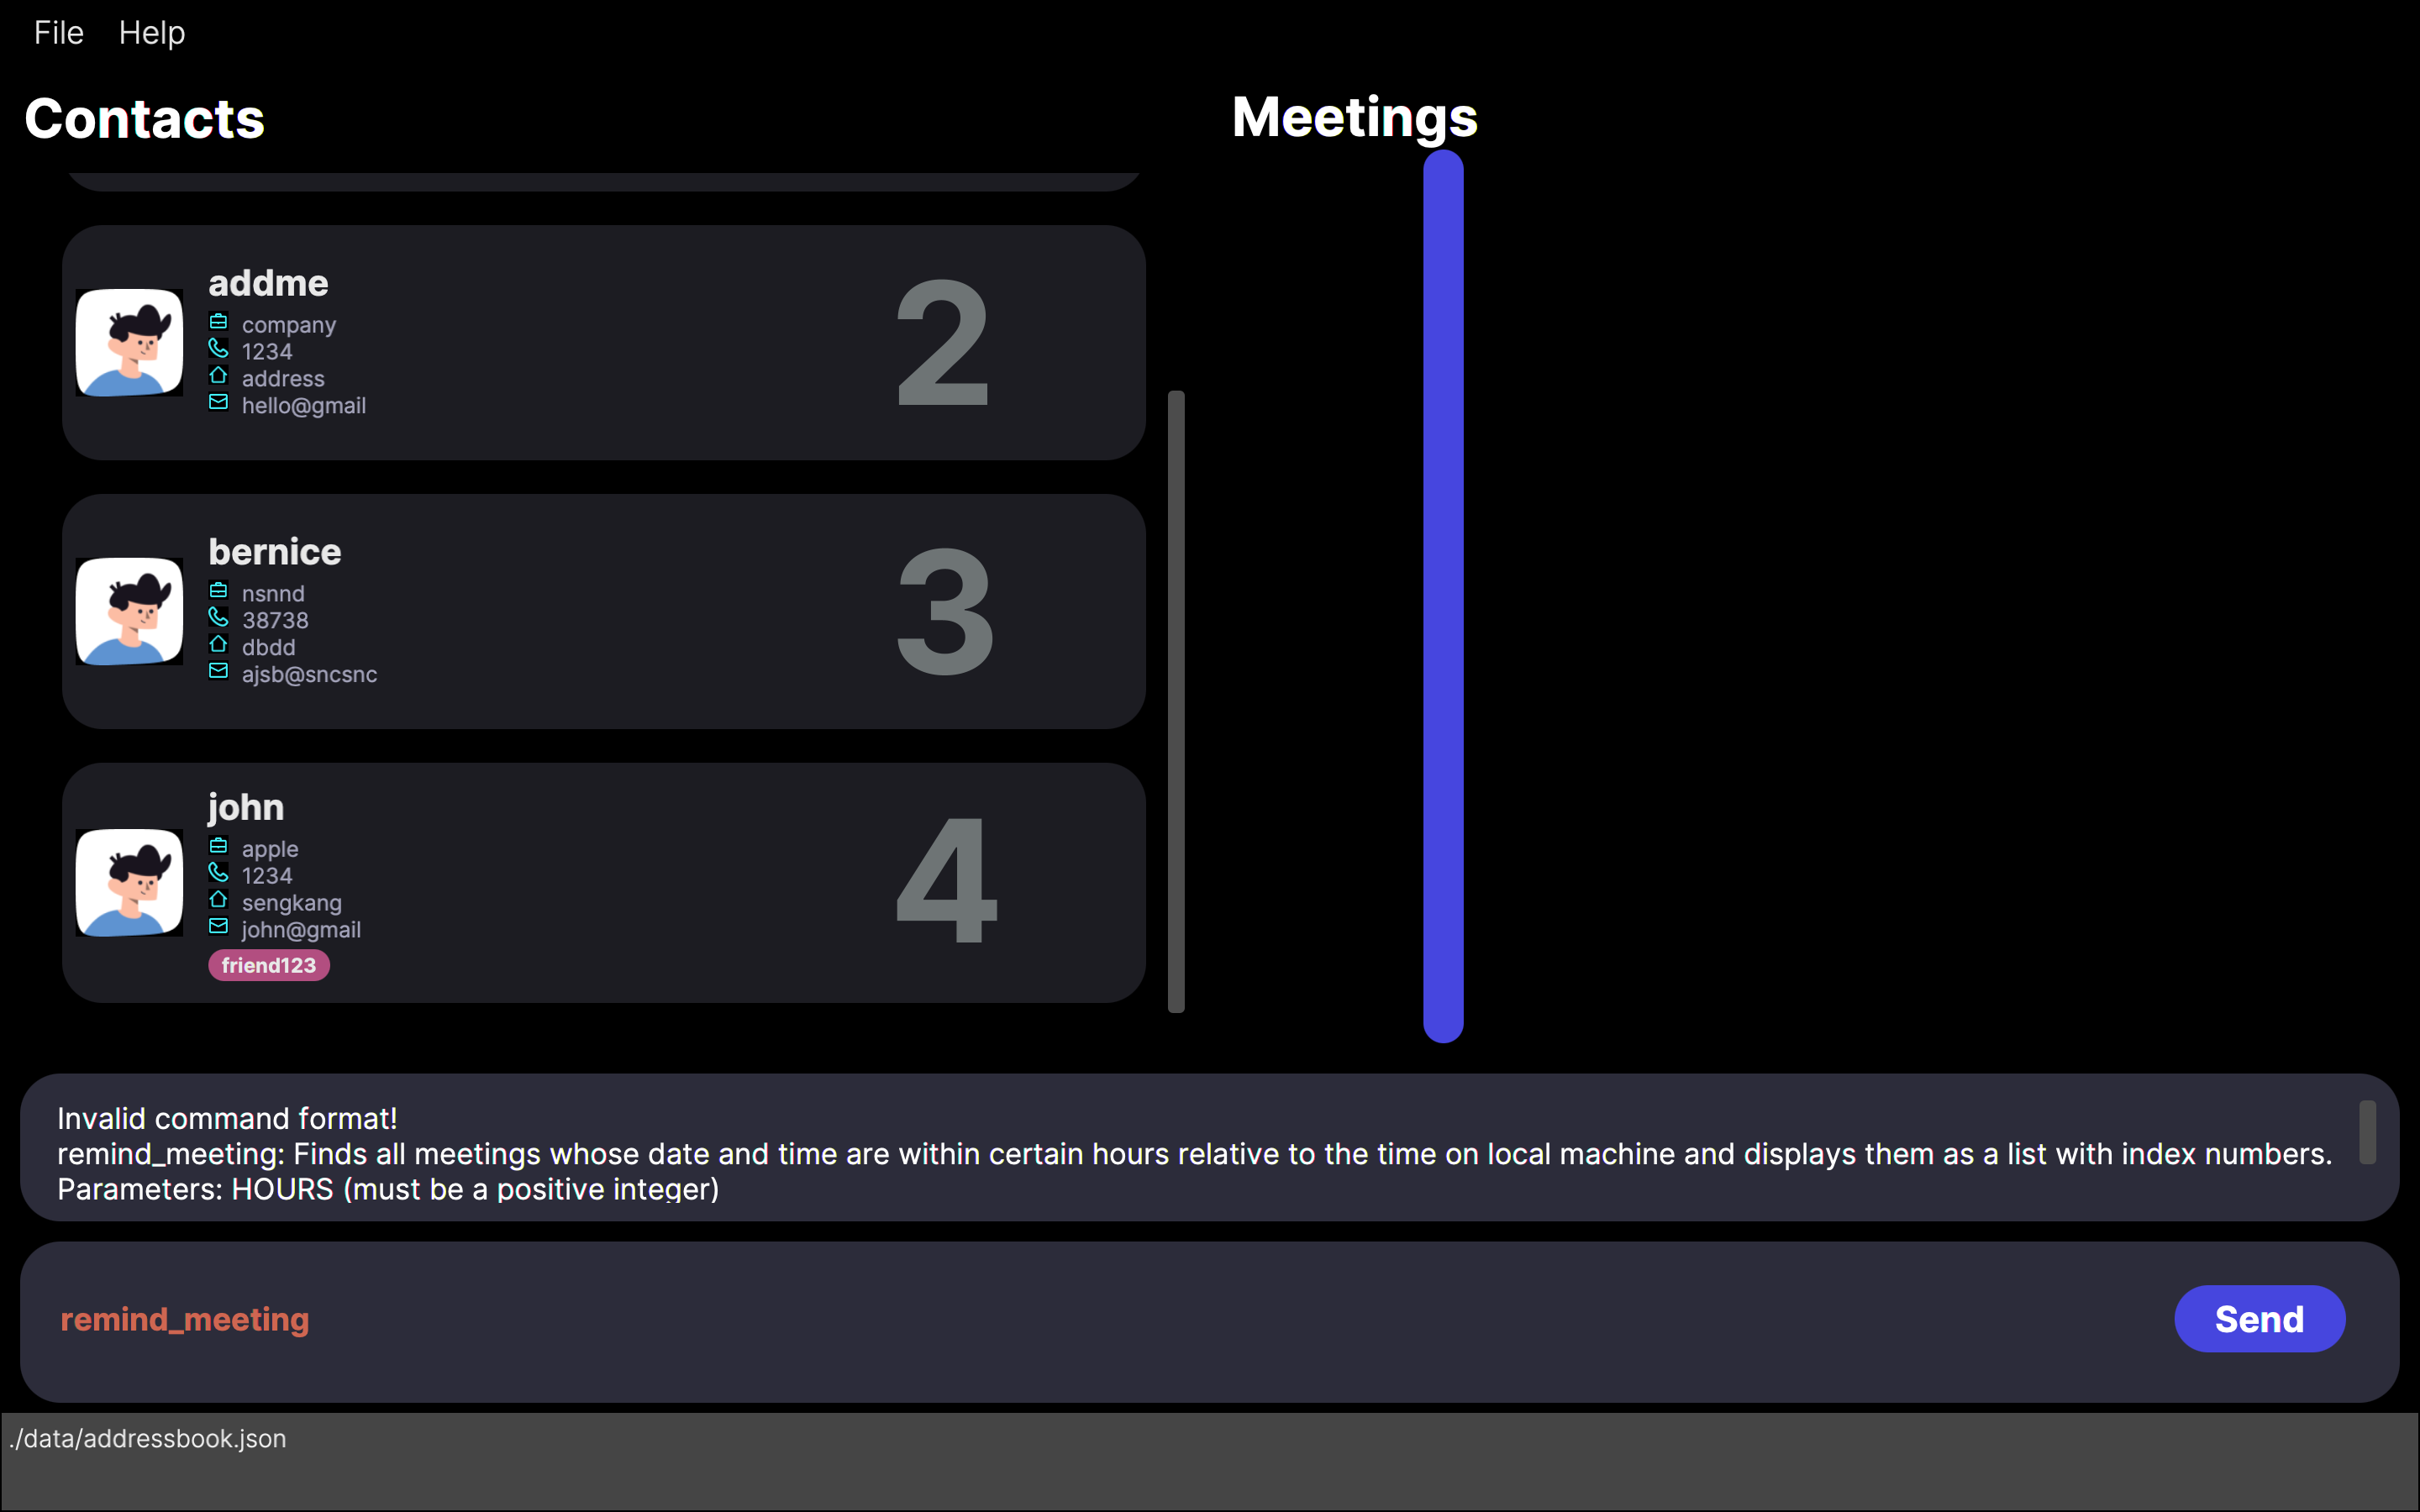 File Help
Contacts
Meetings
addme
company
1234
address
hello@gmail
2
bernice
nsnnd
38738
dbdd
ajsb@sncsnc
3
john
apple
1234
sengkang
john@gmail
friend123
4
Invalid command format!
remind_meeting: Finds all meetings whose date and time are within certain hours relative to the time on local machine and displays them as a list with index numbers.
Parameters: HOURS (must be a positive integer)
remind_meeting
Send
./data/addressbook.json